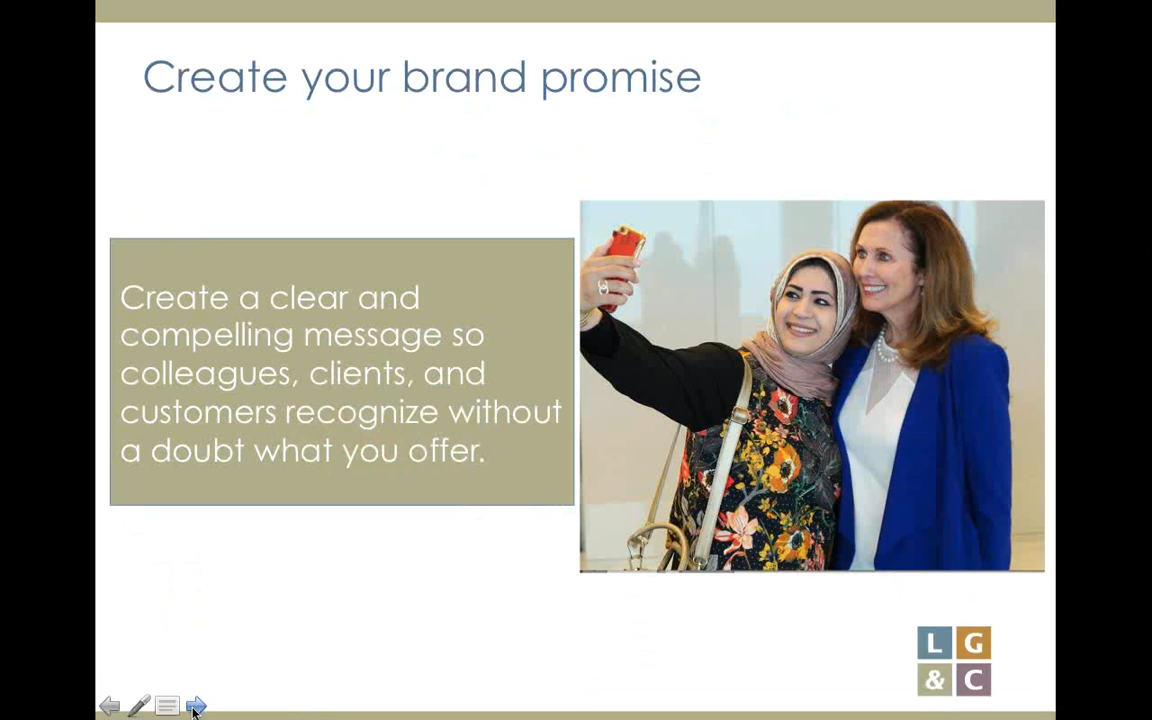 Create your brand promise
Create a clear and
compelling message so
colleagues, clients, and
customers recognize without
a doubt what you offer.
L G
& C